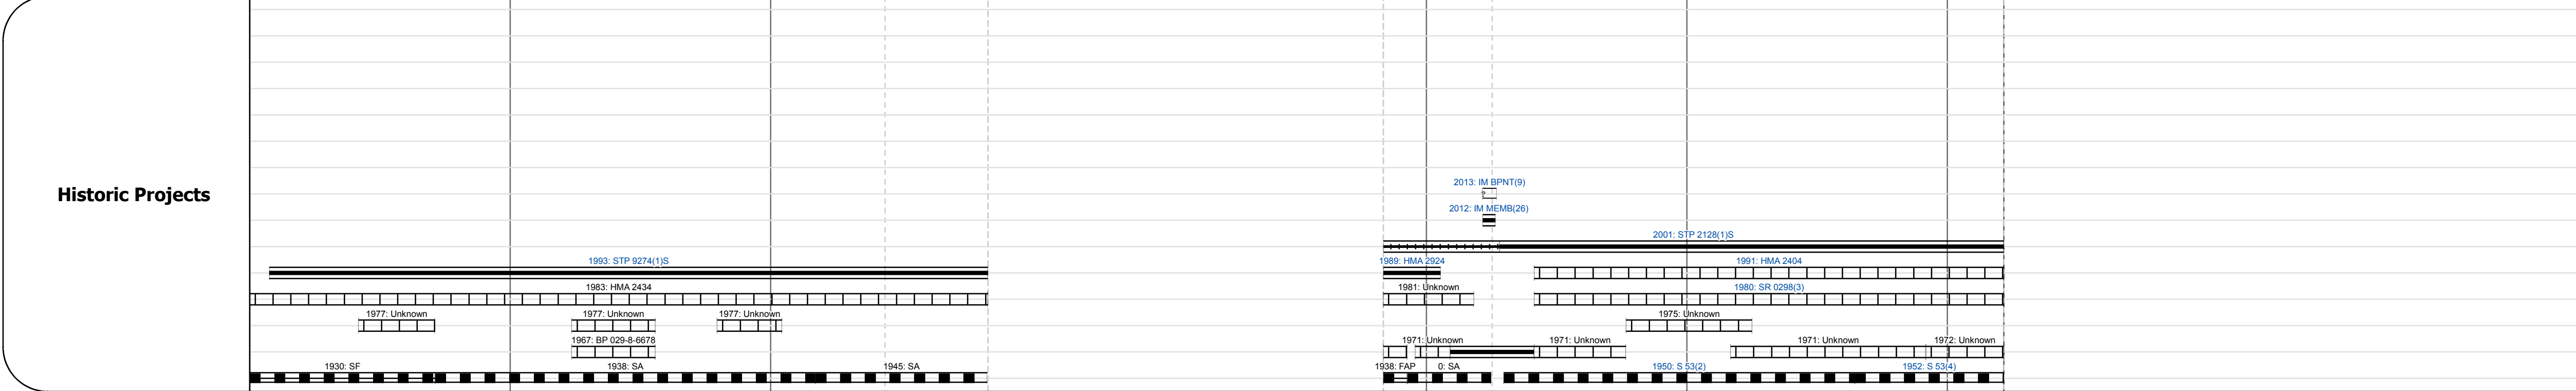 2013: IM BPNT(9)
Historic Projects
?
2012: IM MEMB(26)
2001: STP 2128(1)S
1993: STP 9274(1)S
1989: HMA 2924
1991: HMA 2404
1983: HMA 2434
1981: Unknown
1980: SR 0298(3)
1977: Unknown
1977: Unknown
1977: Unknown
1975: Unknown
1967: BP 029-8-6678
1971: Unknown
1971: Unknown
1971: Unknown
1972: Unknown
1930: SF
1938: SA
1945: SA
1938: FAP
0: SA
1950: S 53(2)
1952: S 53(4)